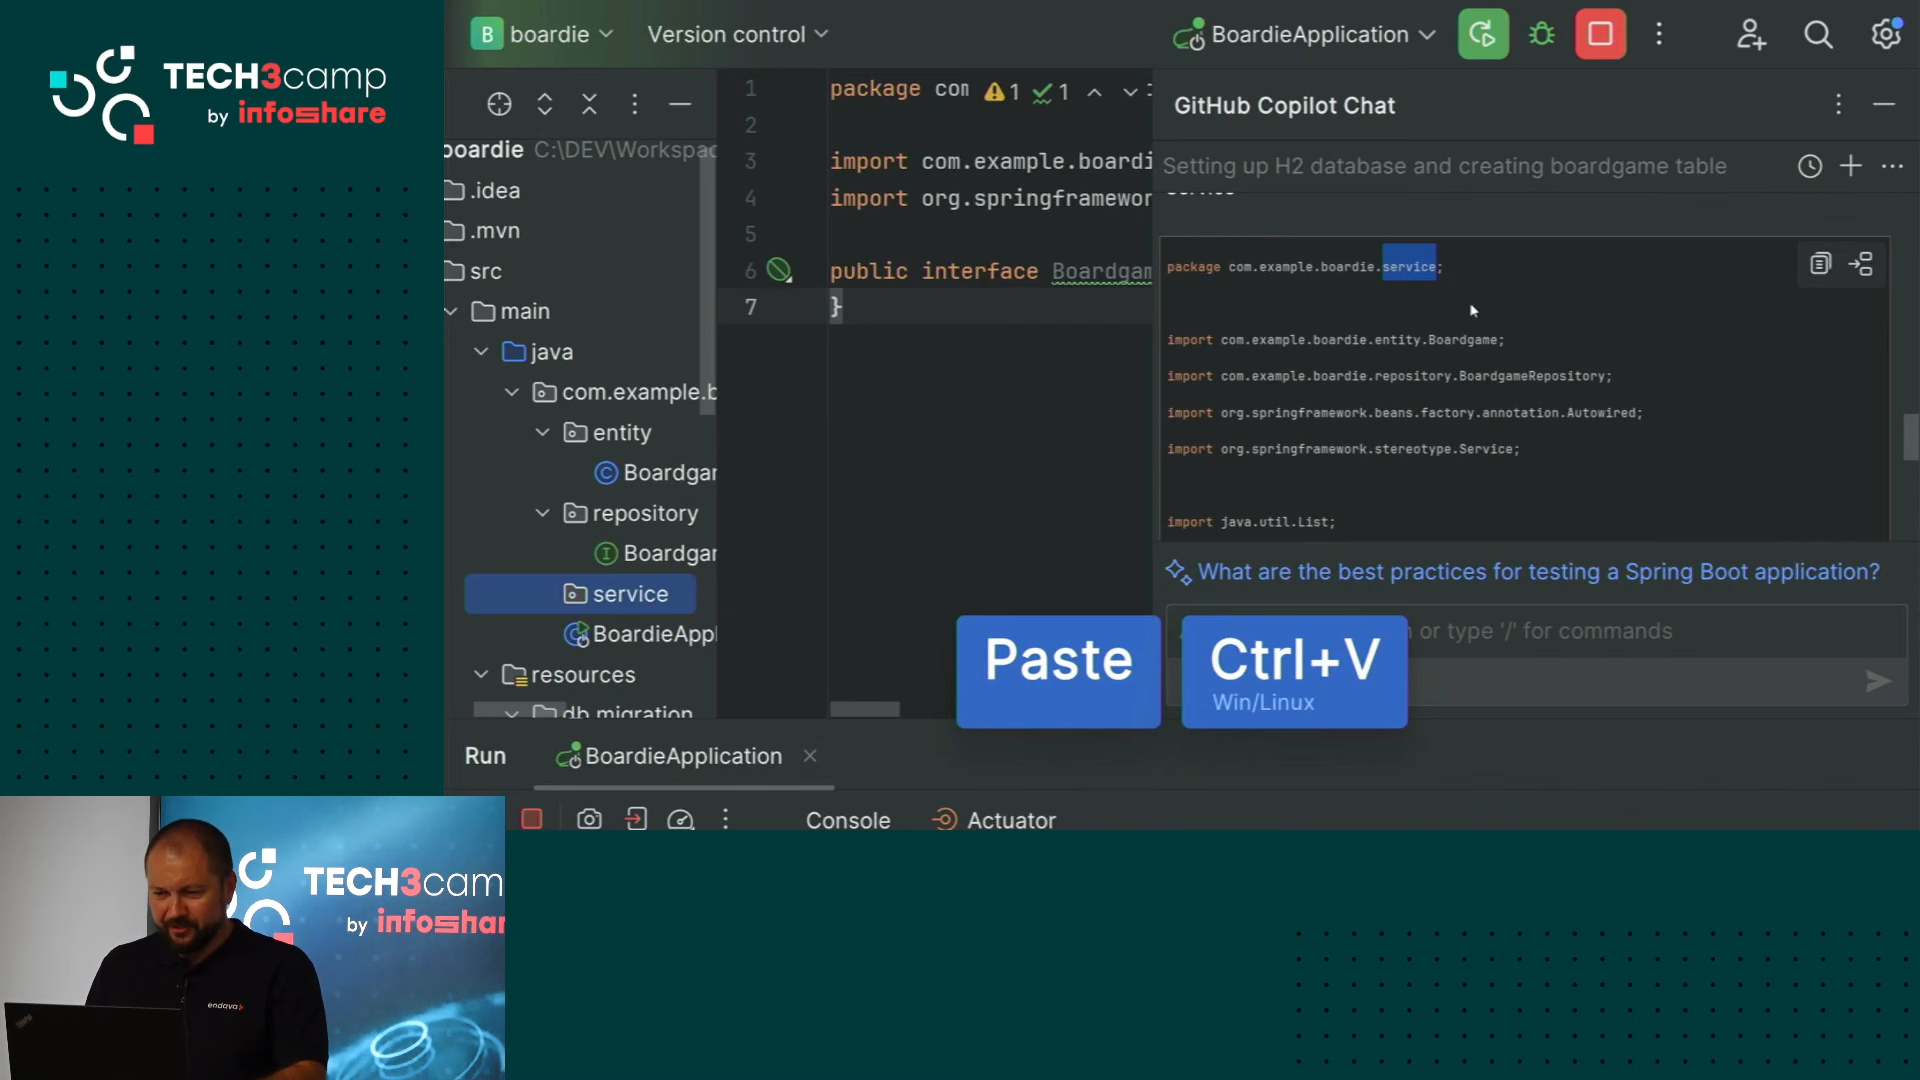 TECH3camp
by infoshare
B boardie
Version control
BoardieApplication
boardie C:\DEV\Workspac
.idea
.mvn
src
main
java
com.example.b
entity
Boardgar
repository
Boardgar
service
BoardieAppl
resources
db.migration
1 package con
1
1
2
3 import com.example.boardi
4 import org.springframewor
5
6 public interface Boardgam
7 }
GitHub Copilot Chat
Setting up H2 database and creating boardgame table
package com.example.boardie.service;
import com.example.boardie.entity.Boardgame;
import com.example.boardie.repository.BoardgameRepository;
import org.springframework.beans.factory.annotation.Autowired;
import org.springframework.stereotype.Service;
import java.util.List;
What are the best practices for testing a Spring Boot application?
or type '/' for commands
Paste
Ctrl+V
Win/Linux
Run
BoardieApplication
Console
Actuator
TECH3cam
by infoshar
endava